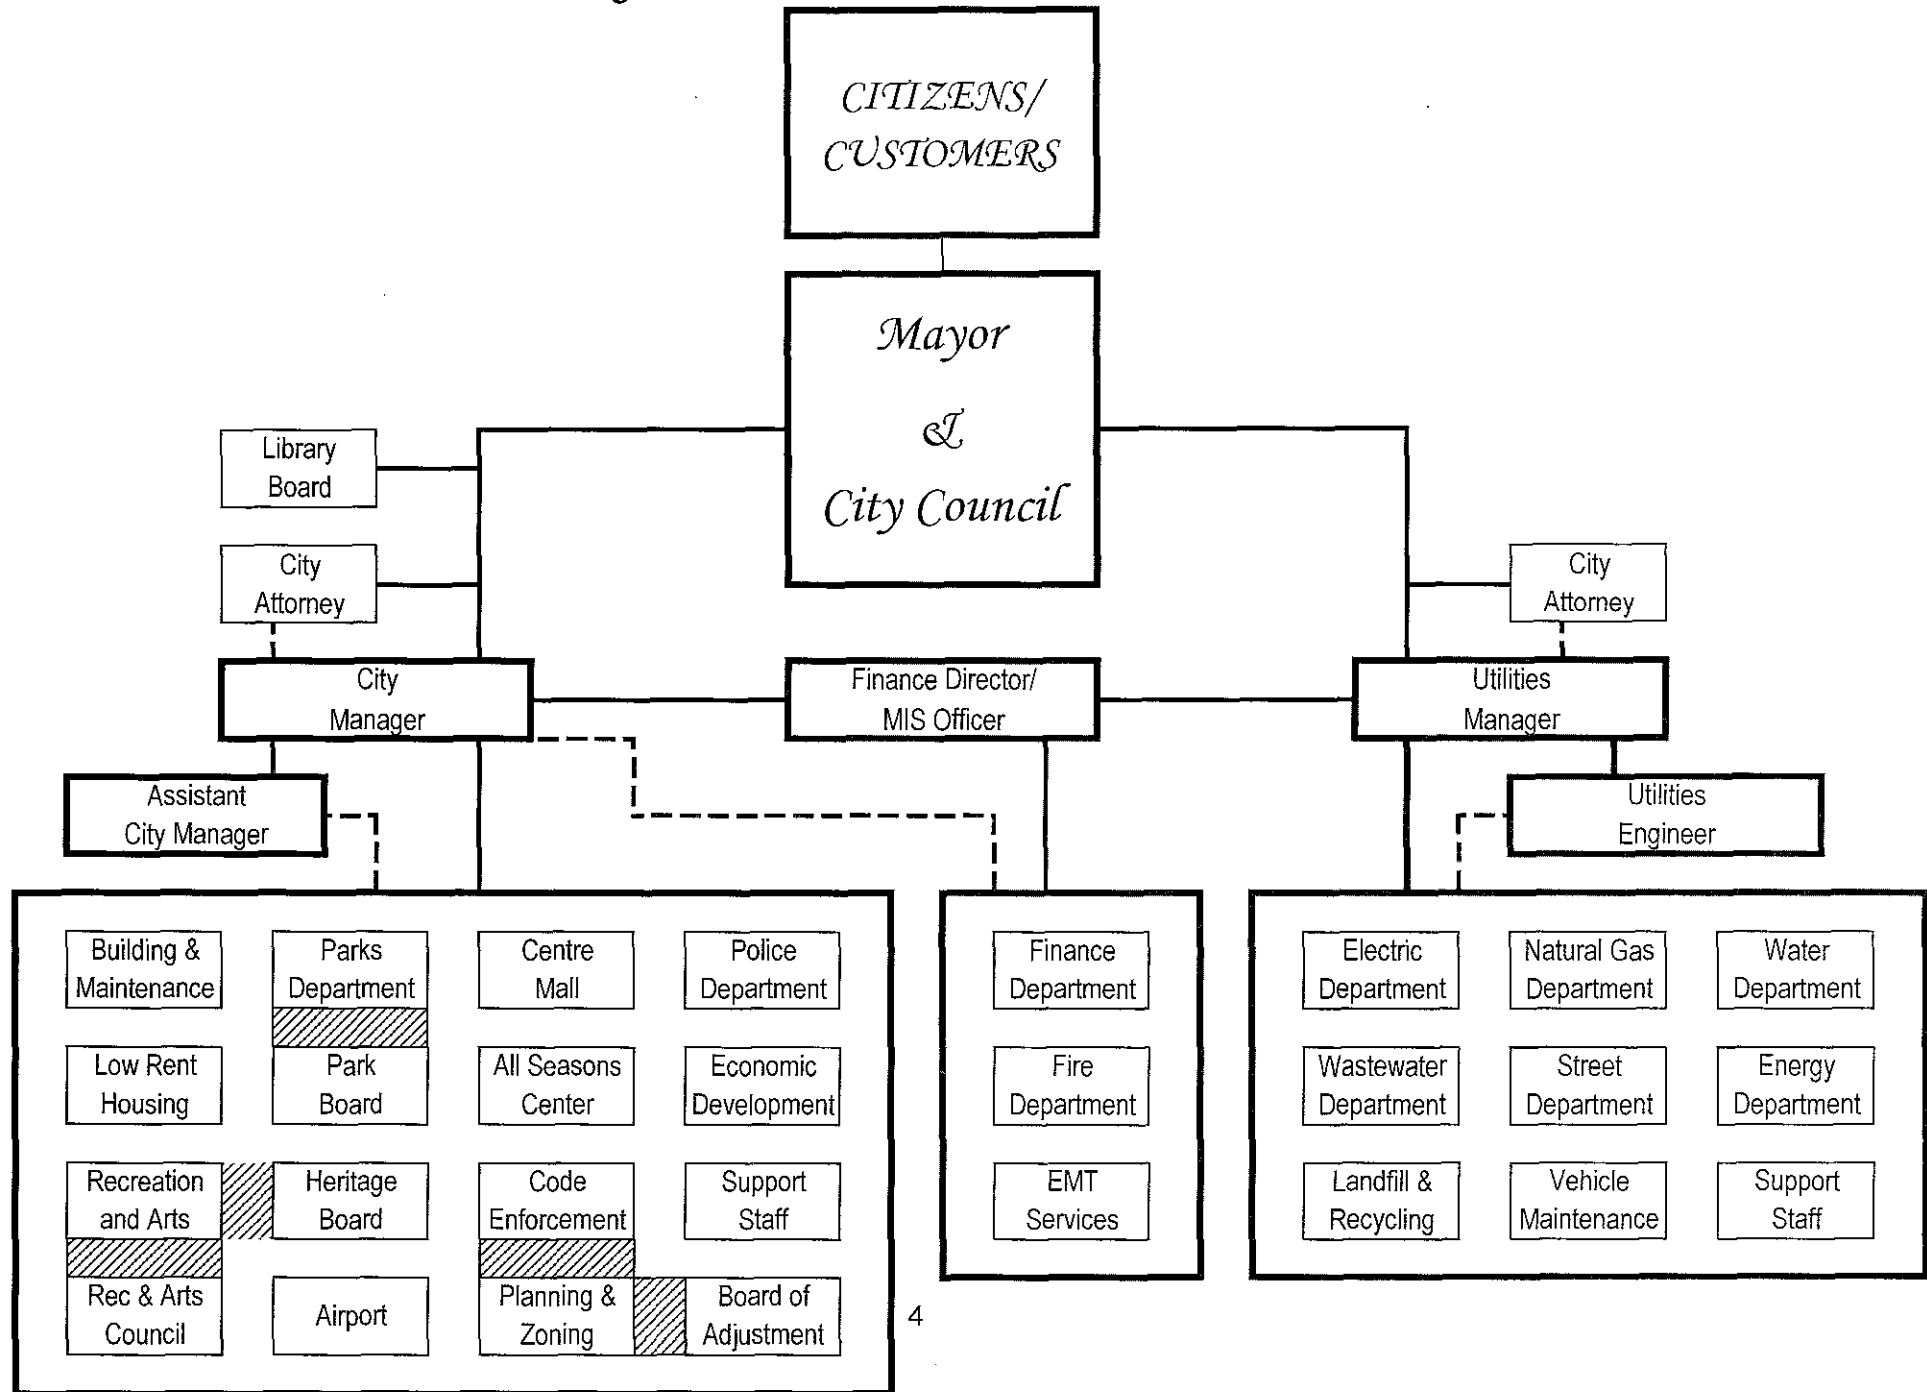 CITIZENS/
CUSTOMERS
Mayor
&
City Council
Library
Board
City
Attorney
City
Attorney
City
Manager
Finance Director/
MIS Officer
Utilities
Manager
Assistant
City Manager
Utilities
Engineer
Building &
Maintenance
Parks
Department
Centre
Mall
Police
Department
Low Rent
Housing
Park
Board
All Seasons
Center
Economic
Development
Recreation
and Arts
Heritage
Board
Code
Enforcement
Support
Staff
Rec & Arts
Council
Airport
Planning &
Zoning
Board of
Adjustment
Finance
Department
Fire
Department
EMT
Services
Electric
Department
Natural Gas
Department
Water
Department
Wastewater
Department
Street
Department
Energy
Department
Landfill &
Recycling
Vehicle
Maintenance
Support
Staff
4